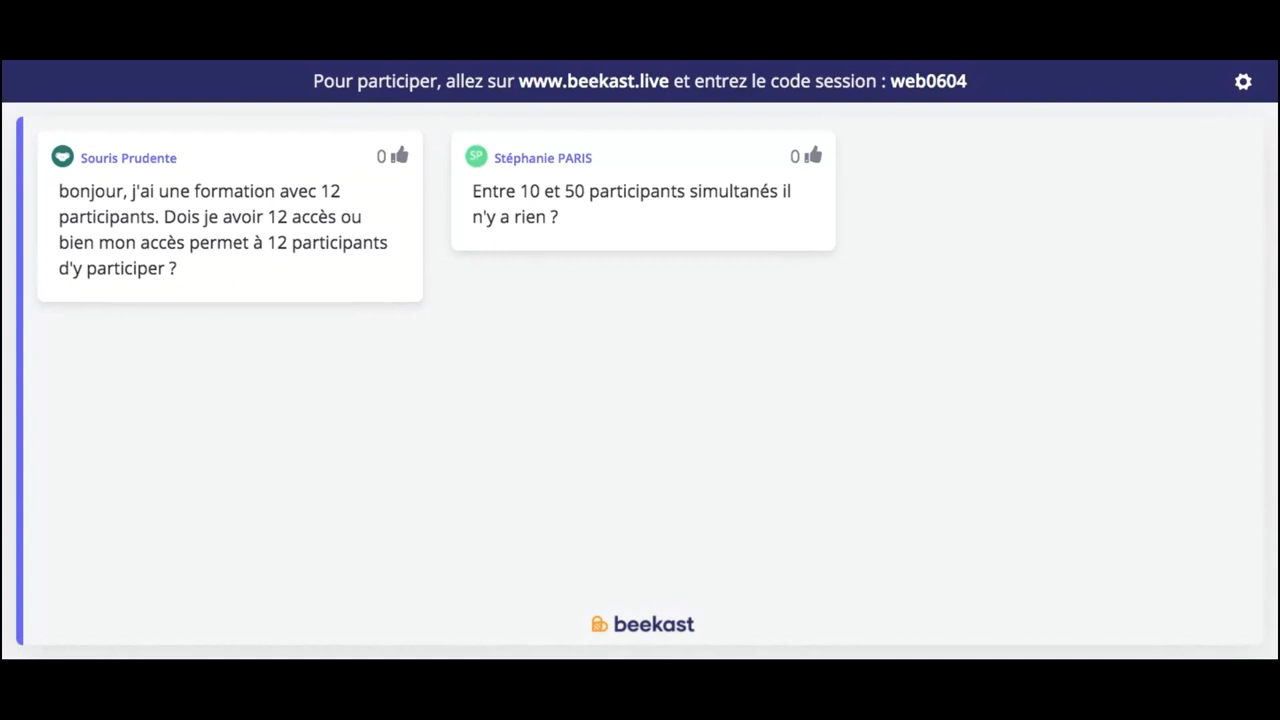 Pour participer, allez sur www.beekast.live et entrez le code session : web0604
Souris Prudente
0
bonjour, j'ai une formation avec 12
participants. Dois je avoir 12 accès ou
bien mon accès permet à 12 participants
d'y participer ?
SP
Stéphanie PARIS
0
Entre 10 et 50 participants simultanés il
n'y a rien ?
beekast